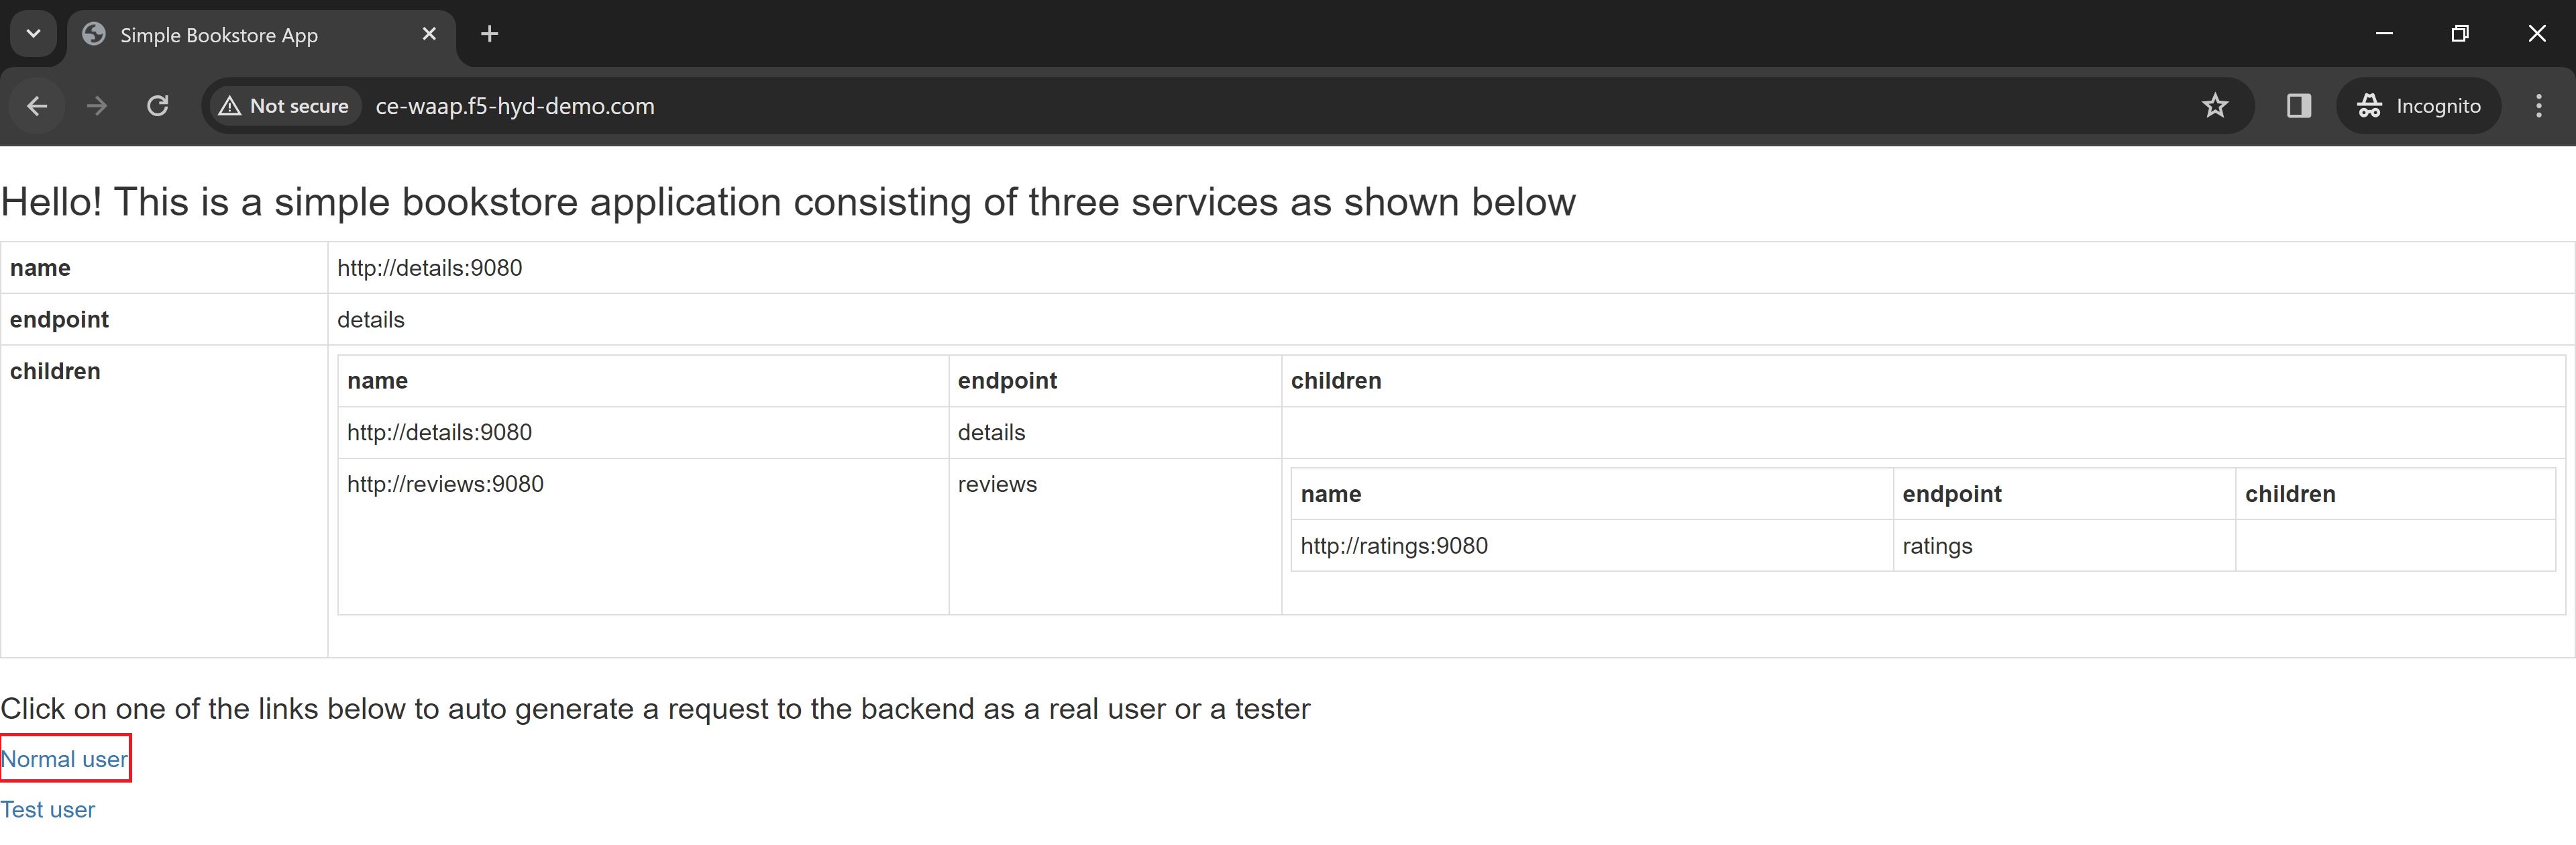 Simple Bookstore App
Not secure ce-waap.f5-hyd-demo.com Incognito
Hello! This is a simple bookstore application consisting of three services as shown below
name http://details:9080
endpoint details
children name endpoint children
http://details:9080 details
http://reviews:9080 reviews name endpoint children
http://ratings:9080 ratings
Click on one of the links below to auto generate a request to the backend as a real user or a tester
Normal user
Test user